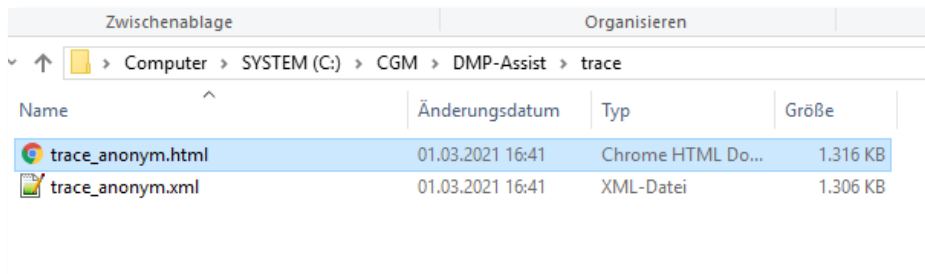 Zwischenablage Organisieren
Computer > SYSTEM (C:) > CGM > DMP-Assist > trace
Name Änderungsdatum Typ Größe
trace_anonym.html 01.03.2021 16:41 Chrome HTML Do... 1.316 KB
trace_anonym.xml 01.03.2021 16:41 XML-Datei 1.306 KB